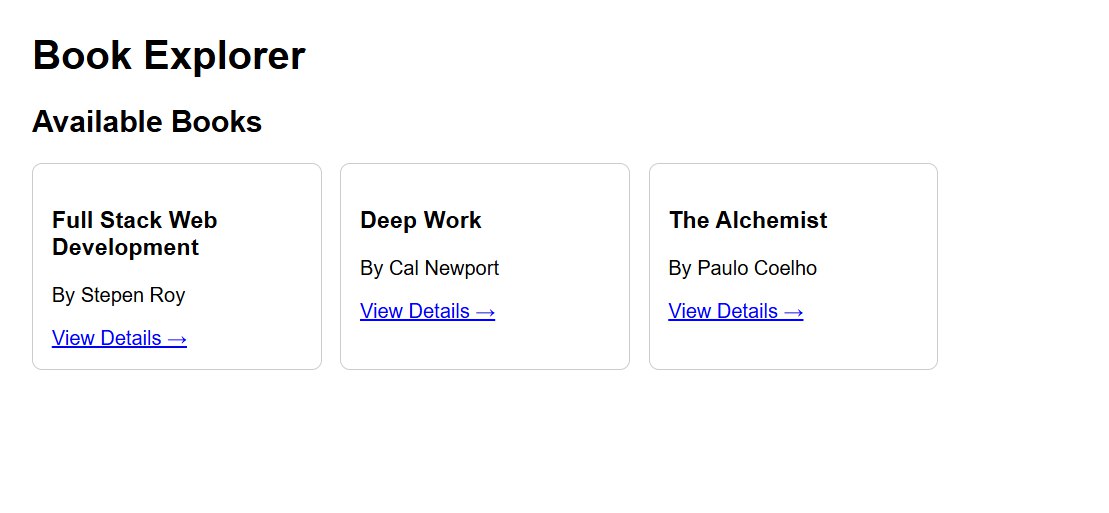 Book Explorer
Available Books
Full Stack Web
Development
By Stepen Roy
View Details →
Deep Work
By Cal Newport
View Details →
The Alchemist
By Paulo Coelho
View Details →